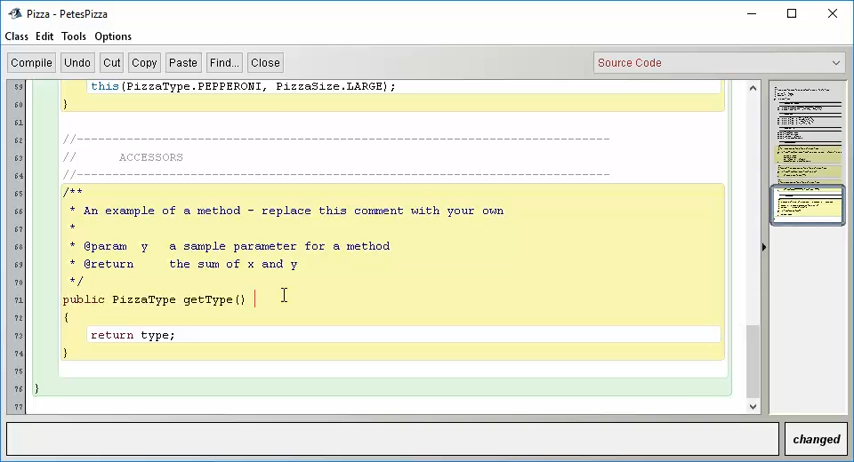 Pizza - PetesPizza
Class Edit Tools Options
Compile Undo Cut Copy Paste Find... Close Source Code
59 this(PizzaType.PEPPERONI, PizzaSize.LARGE);
60 }
61
62 //---------------------------------------------------------------------------
63 // ACCESSORS
64 //---------------------------------------------------------------------------
65 /**
66 * An example of a method - replace this comment with your own
67 *
68 * @param y a sample parameter for a method
69 * @return the sum of x and y
70 */
71 public PizzaType getType()
72 {
73 return type;
74 }
75
76 }
77
changed